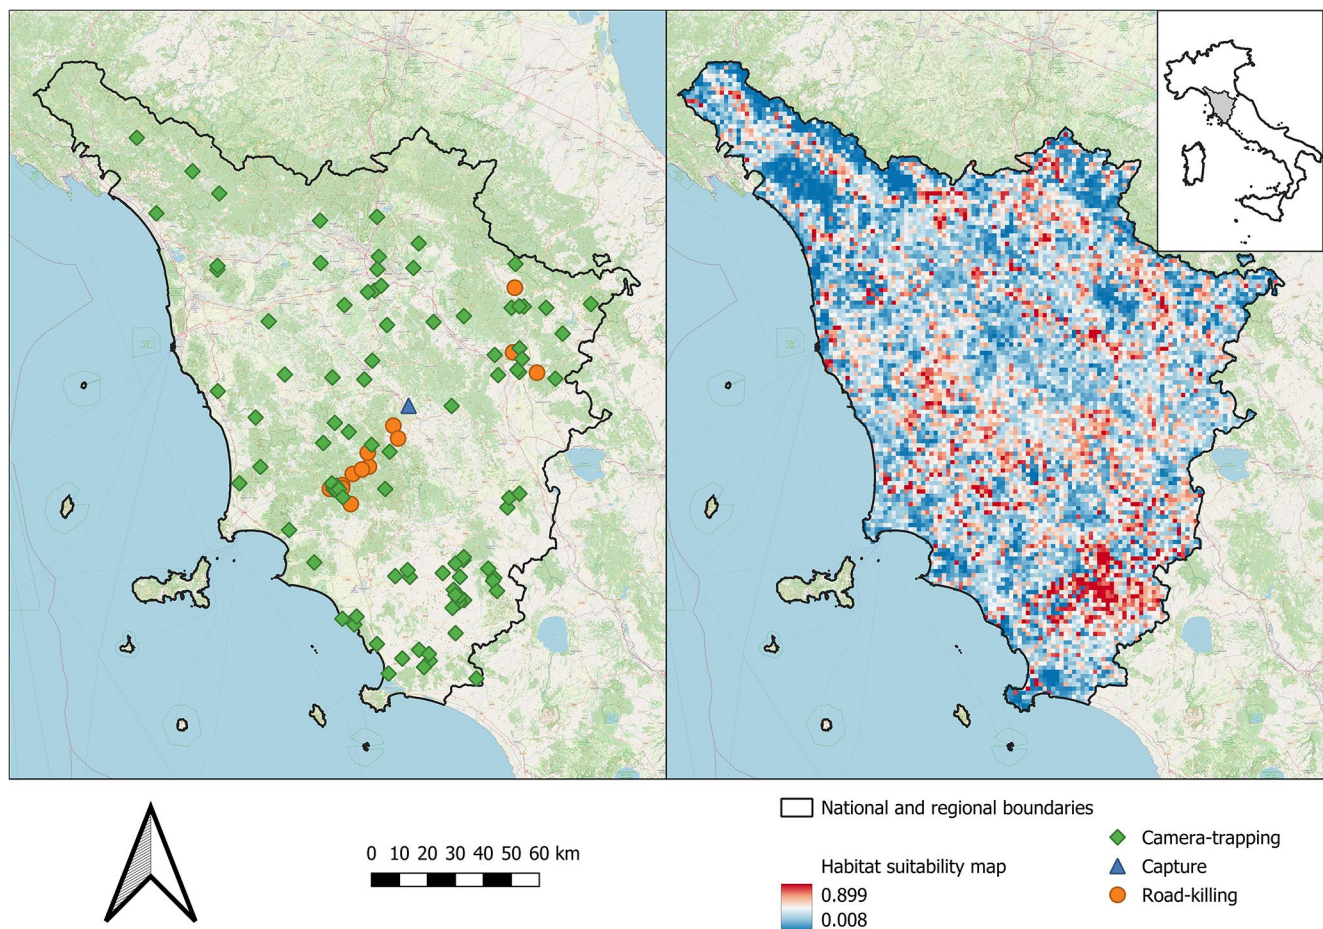 0 10 20 30 40 50 60 km
National and regional boundaries
Habitat suitability map
0.899
0.008
Camera-trapping
Capture
Road-killing